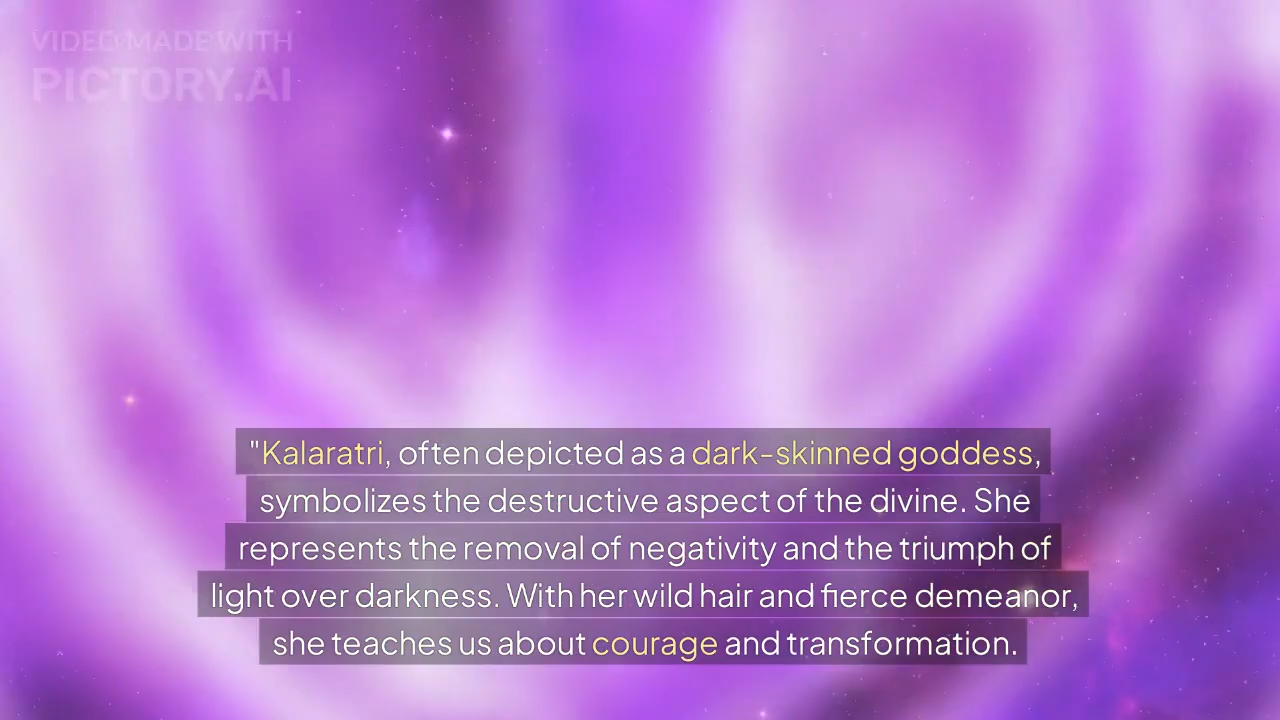 VIDEO MADE WITH
PICTORY.AI
"Kalaratri, often depicted as a dark-skinned goddess,
symbolizes the destructive aspect of the divine. She
represents the removal of negativity and the triumph of
light over darkness. With her wild hair and fierce demeanor,
she teaches us about courage and transformation.